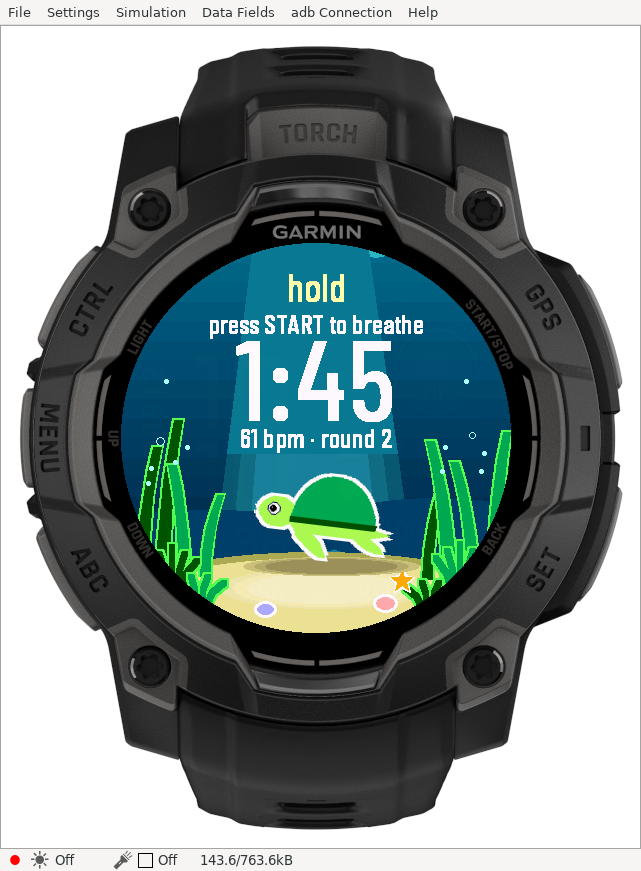 File Settings Simulation Data Fields adb Connection Help
TORCH
GARMIN
CTRL
GPS
LIGHT
START/STOP
hold
press START to breathe
1:45
61 bpm · round 2
MENU
UP
DOWN
BACK
ABC
SET
Off Off 143.6/763.6kB